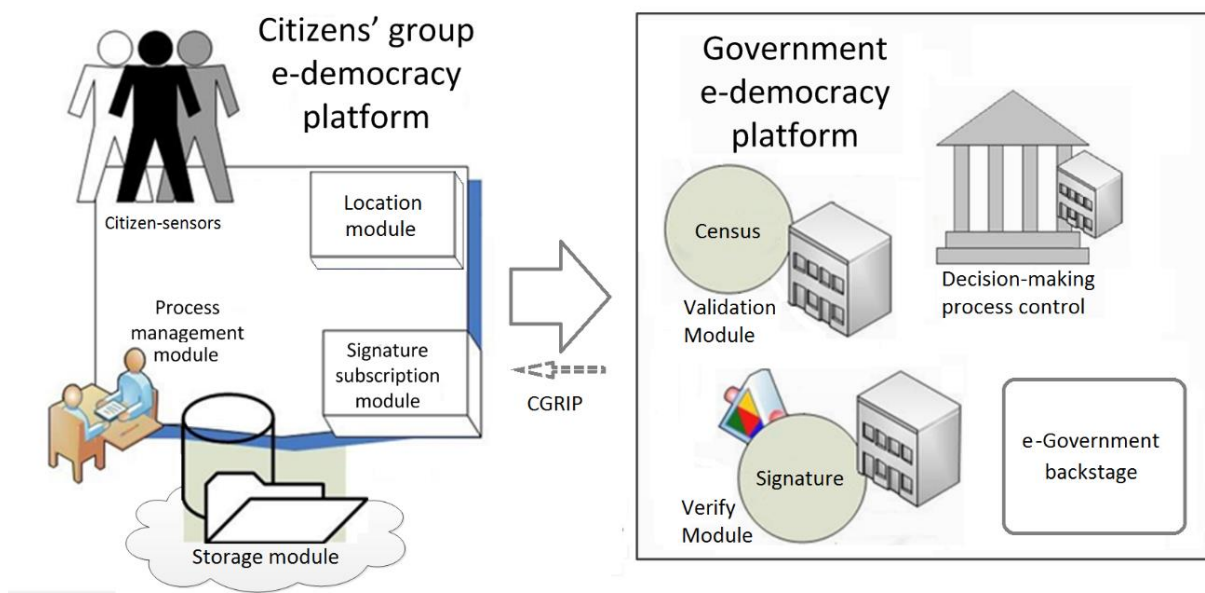 Citizens’ group
e-democracy
platform
Citizen-sensors
Location
module
Process
management
module
Signature
subscription
module
Storage module
CGRIP
Government
e-democracy
platform
Census
Validation
Module
Decision-making
process control
Signature
Verify
Module
e-Government
backstage